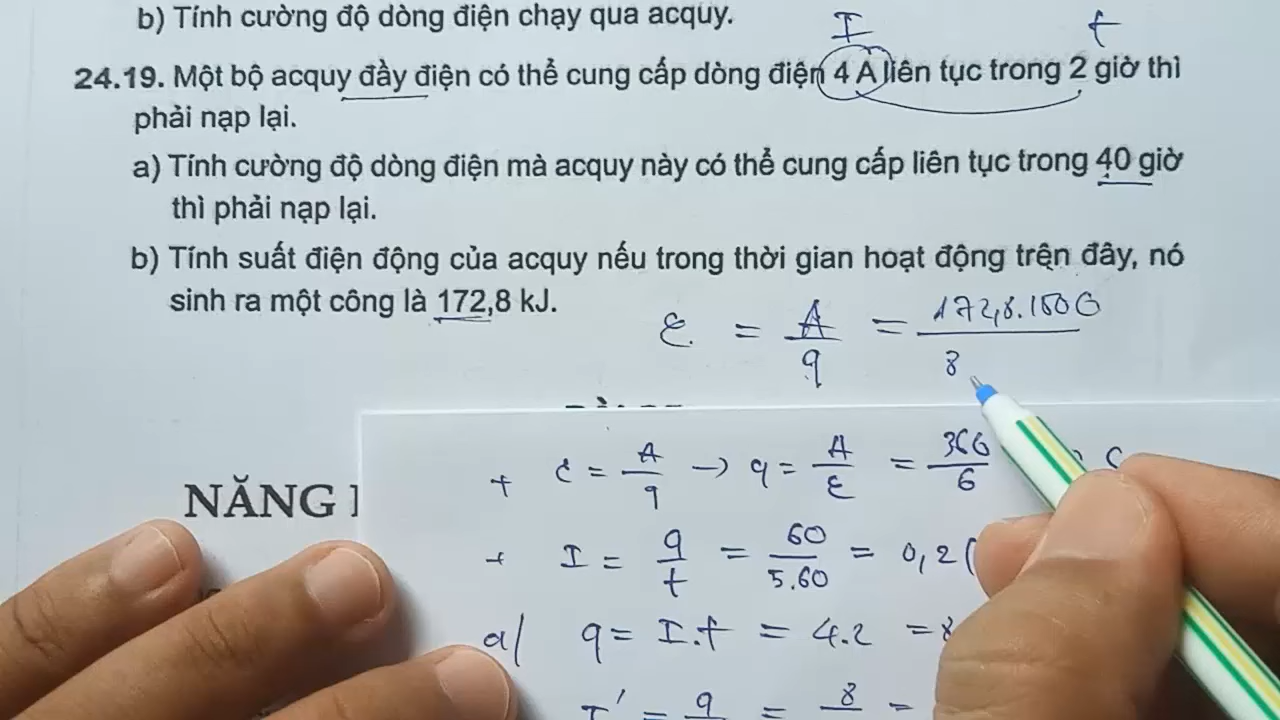 b) Tính cường độ dòng điện chạy qua acquy.
I t
24.19. Một bộ acquy đầy điện có thể cung cấp dòng điện 4 A liên tục trong 2 giờ thì
phải nạp lại.
a) Tính cường độ dòng điện mà acquy này có thể cung cấp liên tục trong 40 giờ
thì phải nạp lại.
b) Tính suất điện động của acquy nếu trong thời gian hoạt động trên đây, nó
sinh ra một công là 172,8 kJ.
ℰ = A/q = 172,8.1000/8
+ ℰ = A/q → q = A/ℰ = 360/6 C
+ I = q/t = 60/5.60 = 0,2(
NĂNG
a/ q = I.t = 4.2 = 8
I' = q = 8 =